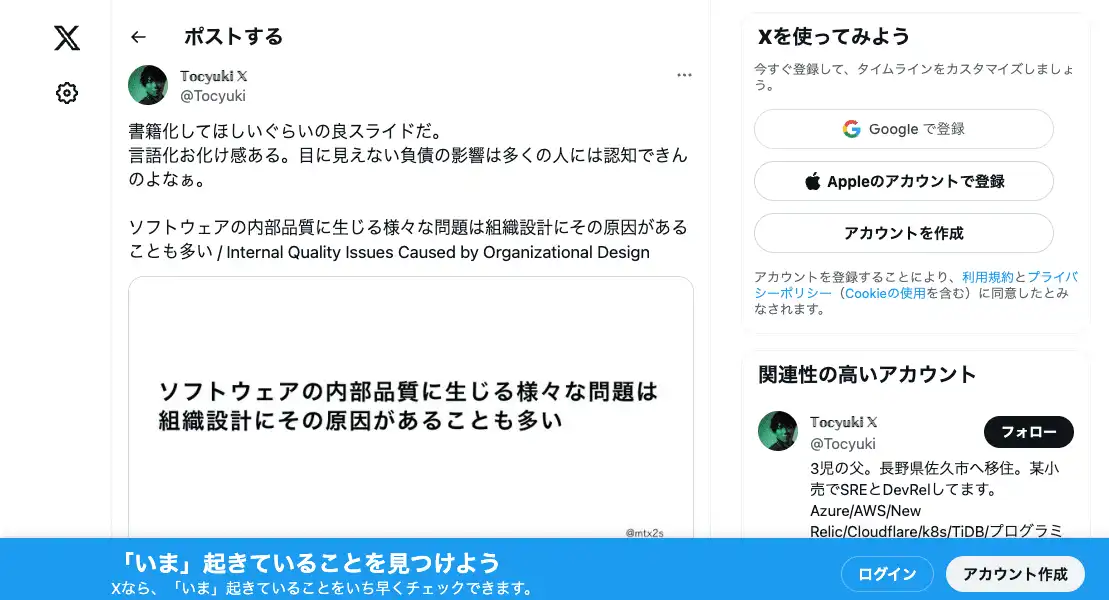 ポストする
Tocyuki X
@Tocyuki
書籍化してほしいぐらいの良スライドだ。
言語化お化け感ある。目に見えない負債の影響は多くの人には認知できん
のよなぁ。
ソフトウェアの内部品質に生じる様々な問題は組織設計にその原因がある
ことも多い / Internal Quality Issues Caused by Organizational Design
ソフトウェアの内部品質に生じる様々な問題は
組織設計にその原因があることも多い
@mtx2s
Xを使ってみよう
今すぐ登録して、タイムラインをカスタマイズしましょ
う。
Google で登録
Appleのアカウントで登録
アカウントを作成
アカウントを登録することにより、利用規約とプライバ
シーポリシー（Cookieの使用を含む）に同意したとみ
なされます。
関連性の高いアカウント
Tocyuki X
@Tocyuki
フォロー
3児の父。長野県佐久市へ移住。某小
売でSREとDevRelしてます。
Azure/AWS/New
Relic/Cloudflare/k8s/TiDB/プログラミ
「いま」起きていることを見つけよう
Xなら、「いま」起きていることをいち早くチェックできます。
ログイン
アカウント作成